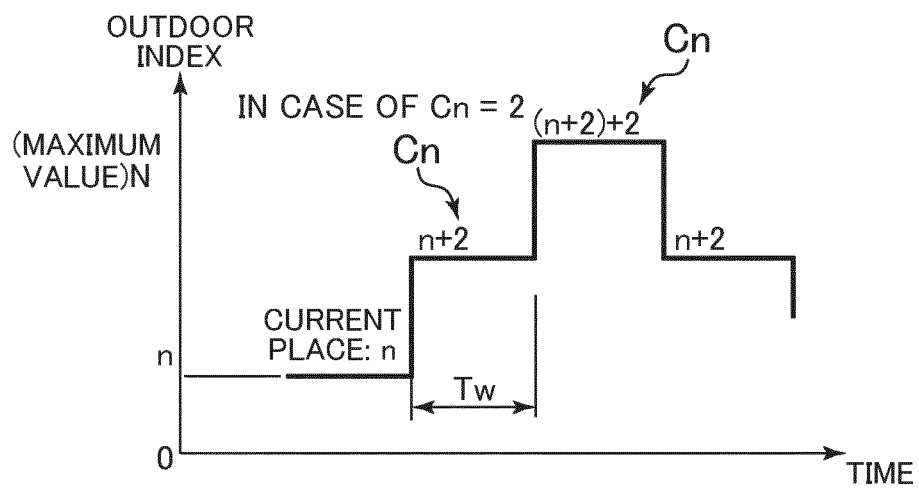 OUTDOOR
INDEX
Cn
IN CASE OF Cn = 2
(n+2)+2
(MAXIMUM
VALUE)N
Cn
n+2
n+2
CURRENT
PLACE: n
n
Tw
0
TIME